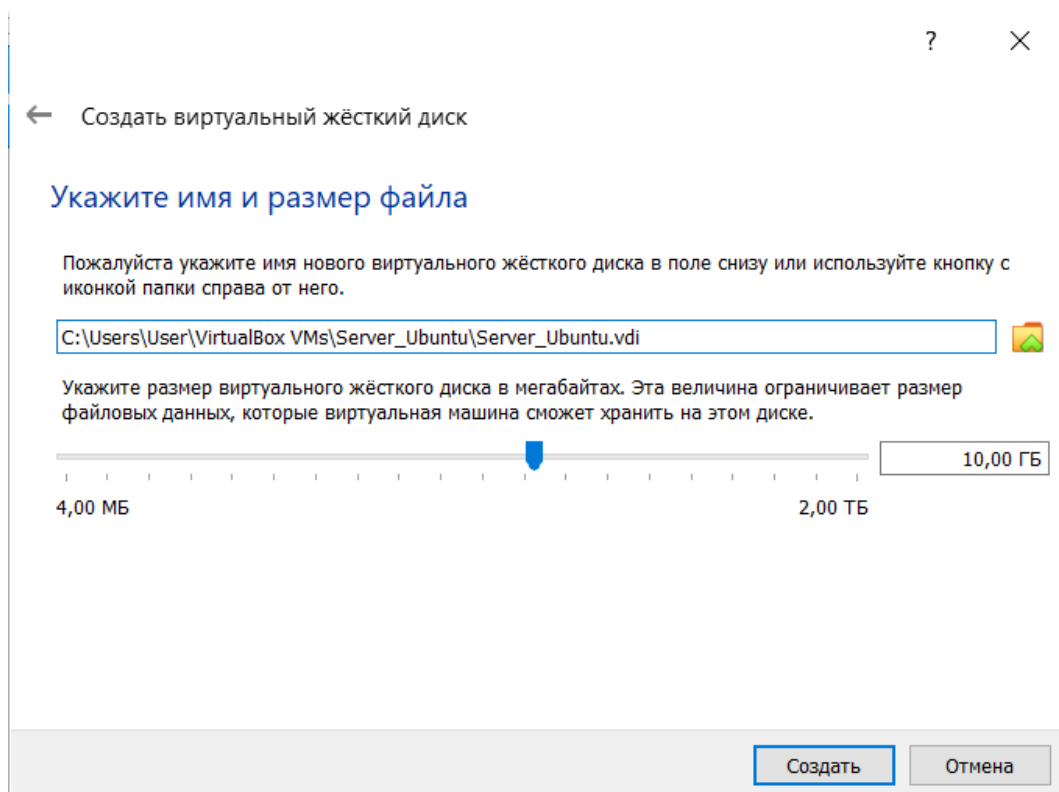 ?
Создать виртуальный жёсткий диск
Укажите имя и размер файла
Пожалуйста укажите имя нового виртуального жёсткого диска в поле снизу или используйте кнопку с
иконкой папки справа от него.
C:\Users\User\VirtualBox VMs\Server_Ubuntu\Server_Ubuntu.vdi
Укажите размер виртуального жёсткого диска в мегабайтах. Эта величина ограничивает размер
файловых данных, которые виртуальная машина сможет хранить на этом диске.
10,00 ГБ
4,00 МБ 2,00 ТБ
Создать Отмена